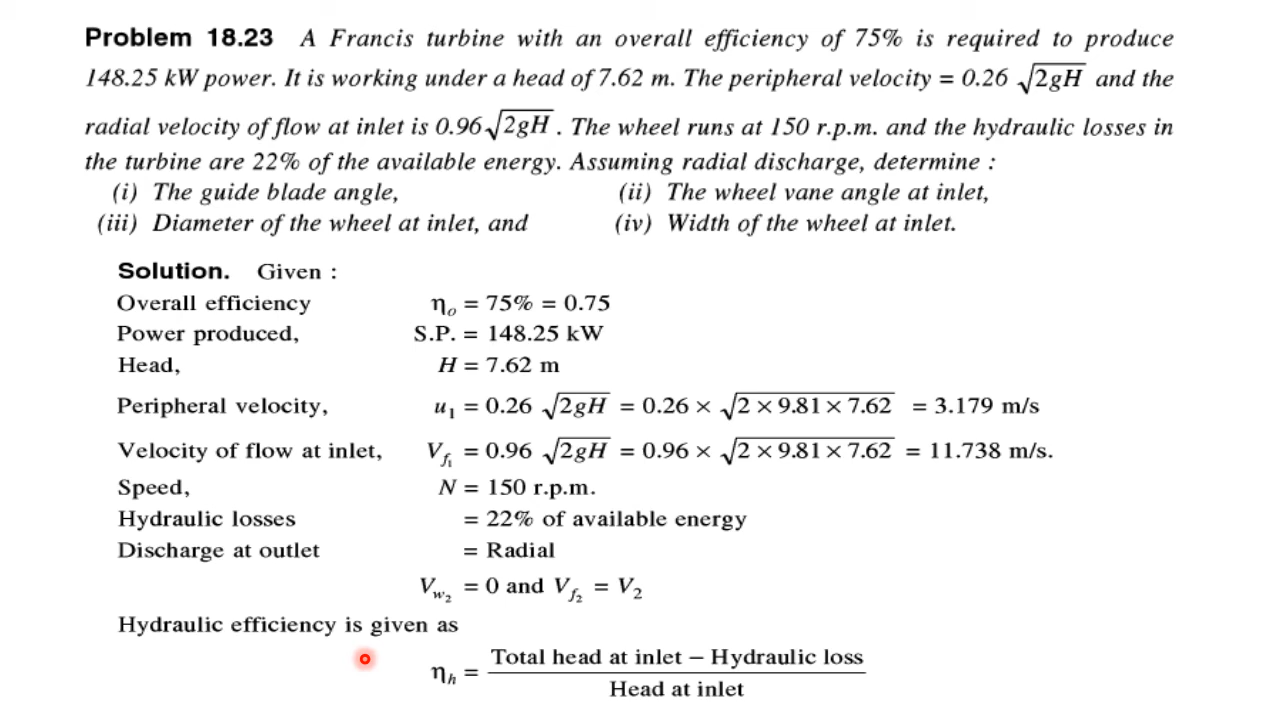 Problem 18.23 A Francis turbine with an overall efficiency of 75% is required to produce
148.25 kW power. It is working under a head of 7.62 m. The peripheral velocity = 0.26 √2gH and the
radial velocity of flow at inlet is 0.96 √2gH . The wheel runs at 150 r.p.m. and the hydraulic losses in
the turbine are 22% of the available energy. Assuming radial discharge, determine :
(i) The guide blade angle, (ii) The wheel vane angle at inlet,
(iii) Diameter of the wheel at inlet, and (iv) Width of the wheel at inlet.
Solution. Given :
Overall efficiency ηo = 75% = 0.75
Power produced, S.P. = 148.25 kW
Head, H = 7.62 m
Peripheral velocity, u1 = 0.26 √2gH = 0.26 × √2 × 9.81 × 7.62 = 3.179 m/s
Velocity of flow at inlet, Vf1 = 0.96 √2gH = 0.96 × √2 × 9.81 × 7.62 = 11.738 m/s.
Speed, N = 150 r.p.m.
Hydraulic losses = 22% of available energy
Discharge at outlet = Radial
Vw2 = 0 and Vf2 = V2
Hydraulic efficiency is given as
ηh = Total head at inlet – Hydraulic loss
Head at inlet